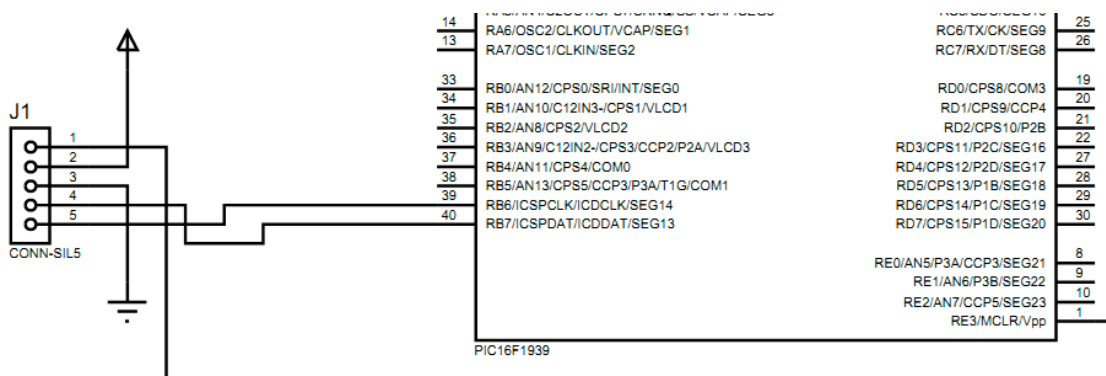 14 RA6/OSC2/CLKOUT/VCAP/SEG1 RC6/TX/CK/SEG9 25
13 RA7/OSC1/CLKIN/SEG2 RC7/RX/DT/SEG8 26
33 RB0/AN12/CPS0/SRI/INT/SEG0 RD0/CPS8/COM3 19
34 RB1/AN10/C12IN3-/CPS1/VLCD1 RD1/CPS9/CCP4 20
J1
35 RB2/AN8/CPS2/VLCD2 RD2/CPS10/P2B 21
1 36 RB3/AN9/C12IN2-/CPS3/CCP2/P2A/VLCD3 RD3/CPS11/P2C/SEG16 22
2 37 RB4/AN11/CPS4/COM0 RD4/CPS12/P2D/SEG17 27
3 38 RB5/AN13/CPS5/CCP3/P3A/T1G/COM1 RD5/CPS13/P1B/SEG18 28
4 39 RB6/ICSPCLK/ICDCLK/SEG14 RD6/CPS14/P1C/SEG19 29
5 40 RB7/ICSPDAT/ICDDAT/SEG13 RD7/CPS15/P1D/SEG20 30
CONN-SIL5
RE0/AN5/P3A/CCP3/SEG21 8
RE1/AN6/P3B/SEG22 9
RE2/AN7/CCP5/SEG23 10
RE3/MCLR/Vpp 1
PIC16F1939